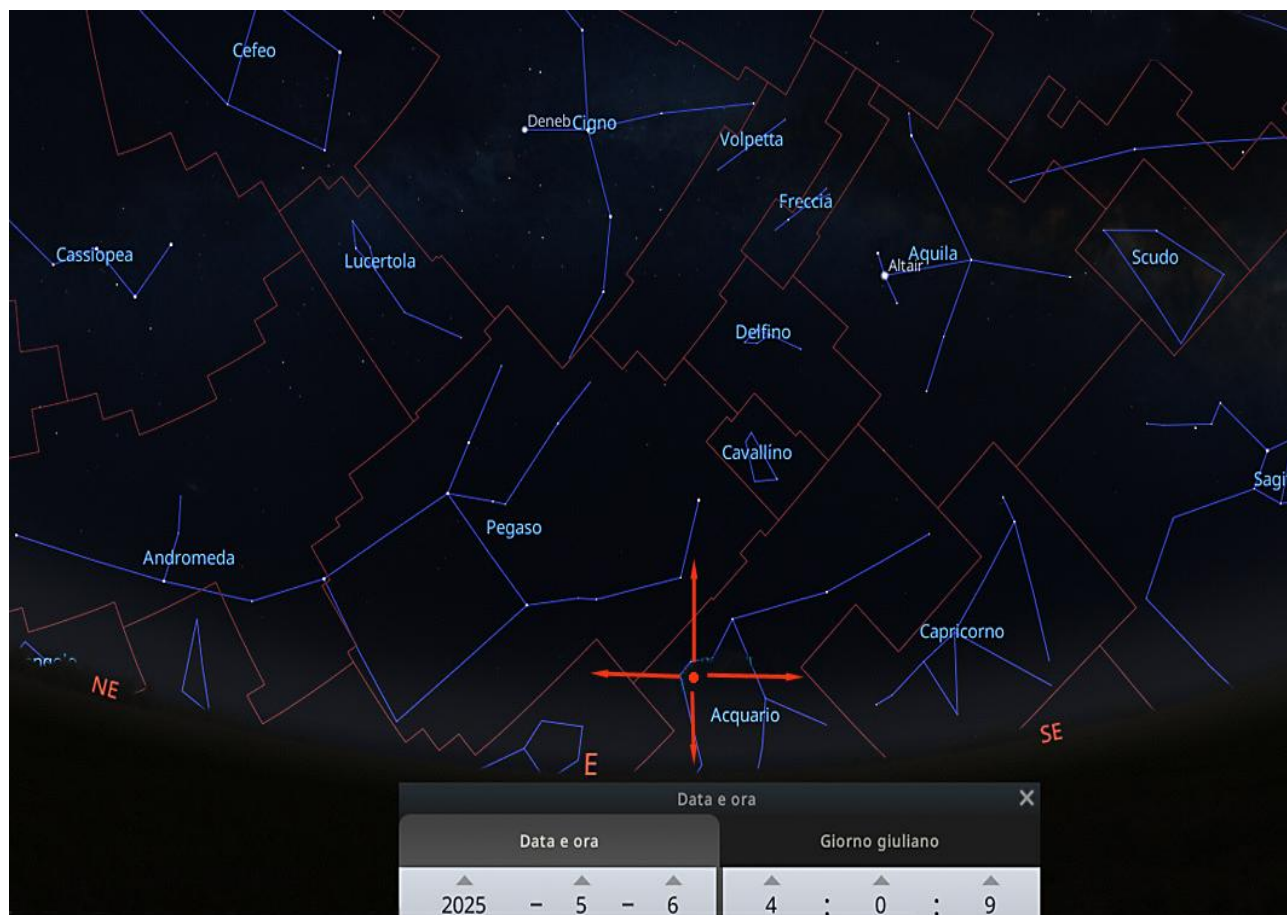 Cefeo
Deneb Cigno
Volpetta
Freccia
Cassiopea
Lucertola
Altair Aquila
Scudo
Delfino
Cavallino
Pegaso
Andromeda
Capricorno
NE
Acquario
SE
E
Data e ora
Data e ora
Giorno giuliano
2025 - 5 - 6 4 : 0 : 9